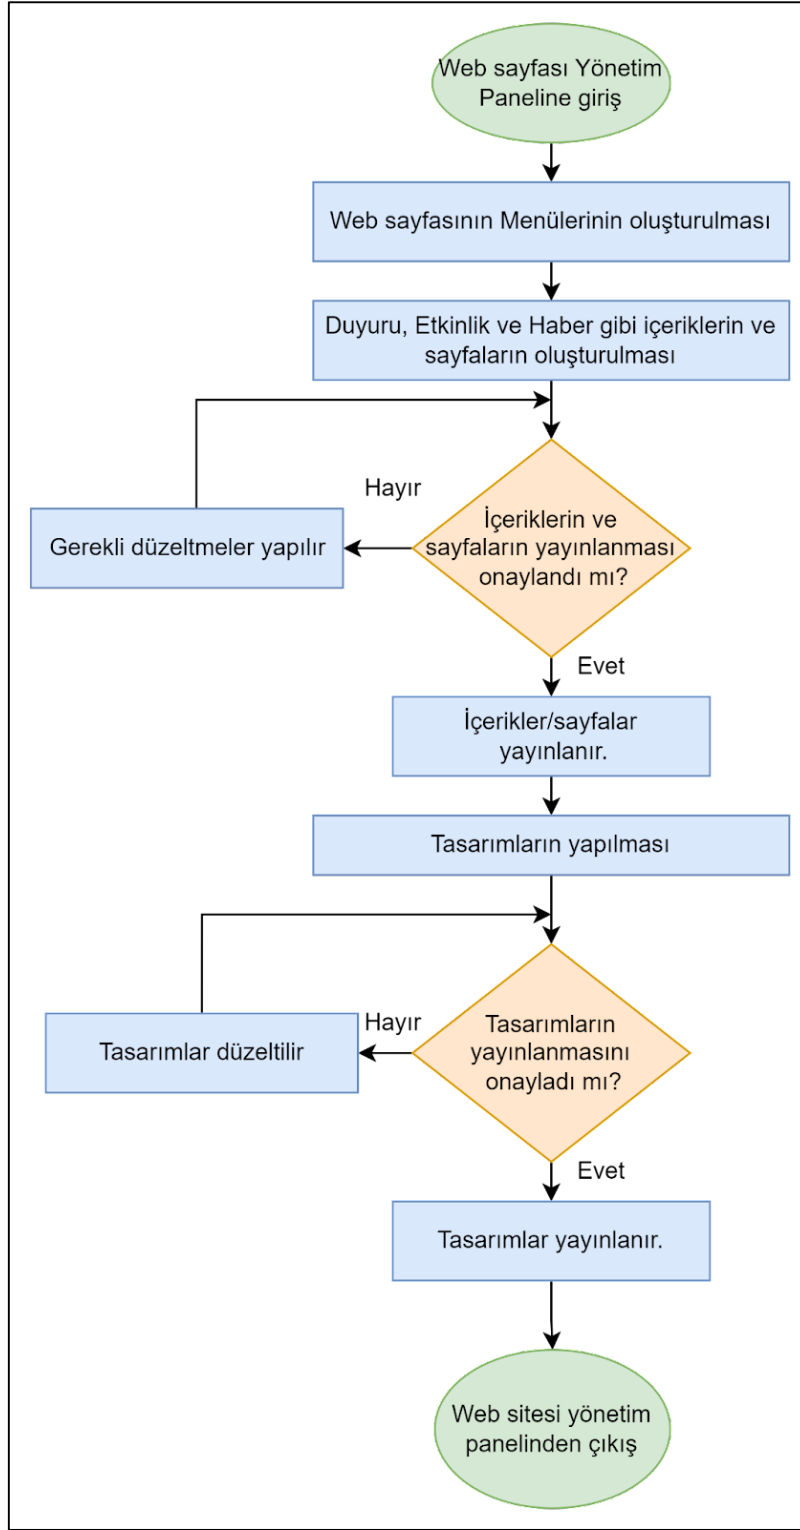 Web sayfası Yönetim
Paneline giriş
Web sayfasının Menülerinin oluşturulması
Duyuru, Etkinlik ve Haber gibi içeriklerin ve
sayfaların oluşturulması
Hayır
İçeriklerin ve
sayfaların yayınlanması
onaylandı mı?
Gerekli düzeltmeler yapılır
Evet
İçerikler/sayfalar
yayınlanır.
Tasarımların yapılması
Hayır
Tasarımların
yayınlanmasını
onayladı mı?
Tasarımlar düzeltilir
Evet
Tasarımlar yayınlanır.
Web sitesi yönetim
panelinden çıkış